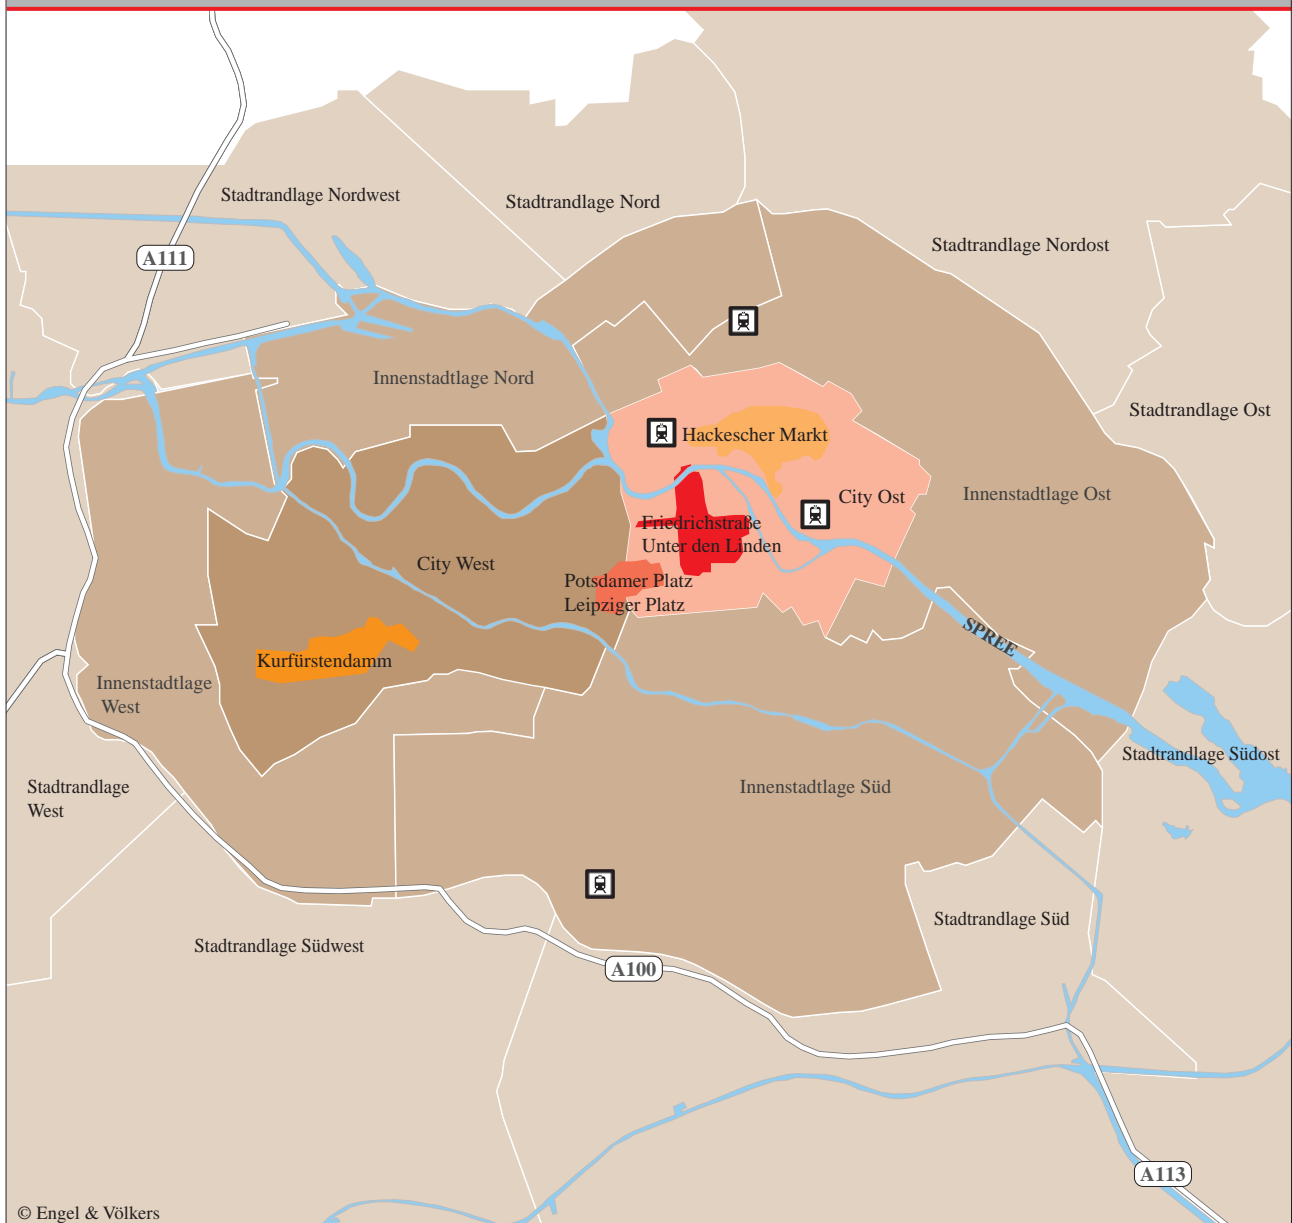 Stadtrandlage Nordwest
Stadtrandlage Nord
Stadtrandlage Nordost
A111
Innenstadtlage Nord
Stadtrandlage Ost
Hackescher Markt
City Ost
Innenstadtlage Ost
Friedrichstraße
Unter den Linden
City West
Potsdamer Platz
Leipziger Platz
SPREE
Kurfürstendamm
Innenstadtlage
West
Stadtrandlage Südost
Stadtrandlage
West
Innenstadtlage Süd
Stadtrandlage Süd
Stadtrandlage Südwest
A100
A113
© Engel & Völkers